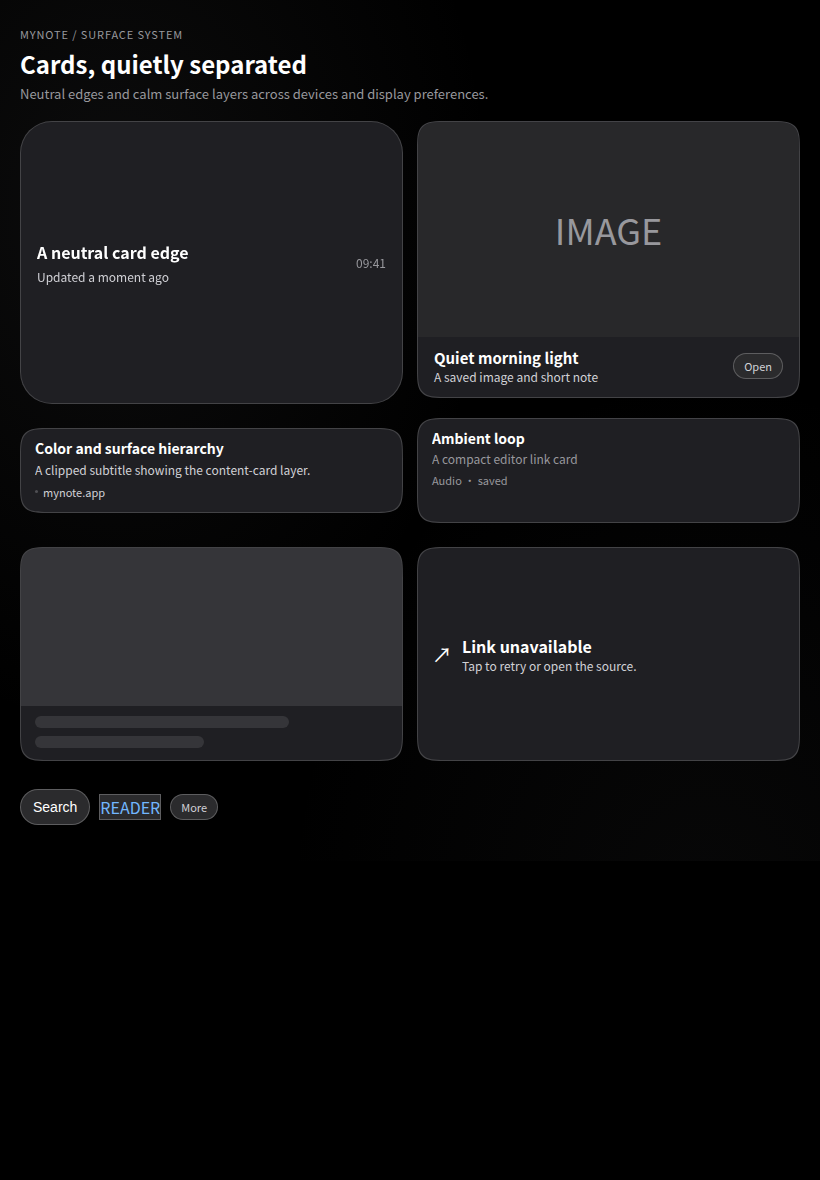 MYNOTE / SURFACE SYSTEM
Cards, quietly separated
Neutral edges and calm surface layers across devices and display preferences.
A neutral card edge
Updated a moment ago
09:41
IMAGE
Quiet morning light
A saved image and short note
Open
Color and surface hierarchy
A clipped subtitle showing the content-card layer.
mynote.app
Ambient loop
A compact editor link card
Audio • saved
↗ Link unavailable
Tap to retry or open the source.
Search
READER
More